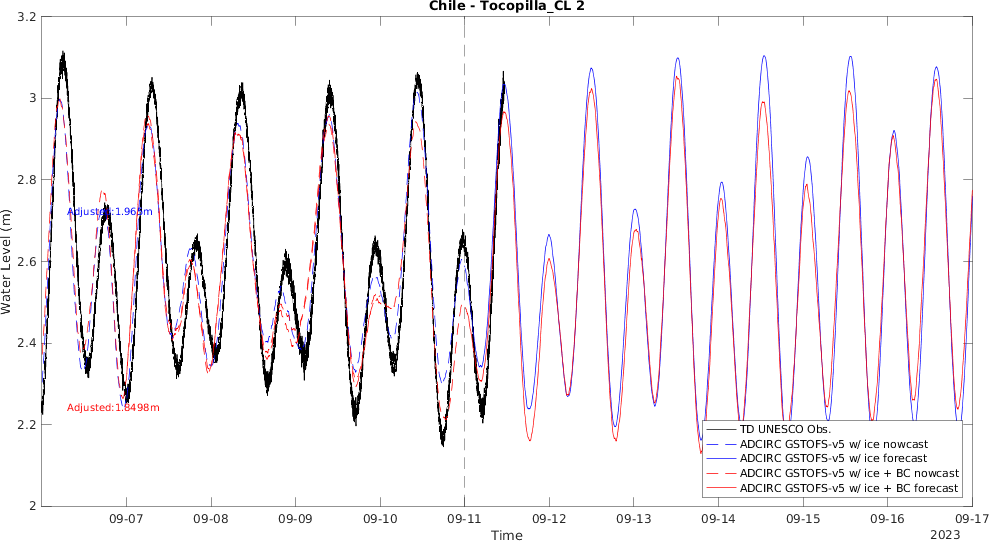 Chile - Tocopilla_CL 2
3.2
3
2.8
2.6
2.4
2.2
2
Water Level (m)
Adjusted:1.969m
Adjusted:1.8498m
TD UNESCO Obs.
ADCIRC GSTOFS-v5 w/ ice nowcast
ADCIRC GSTOFS-v5 w/ ice forecast
ADCIRC GSTOFS-v5 w/ ice + BC nowcast
ADCIRC GSTOFS-v5 w/ ice + BC forecast
09-07 09-08 09-09 09-10 09-11 09-12 09-13 09-14 09-15 09-16 09-17
Time
2023